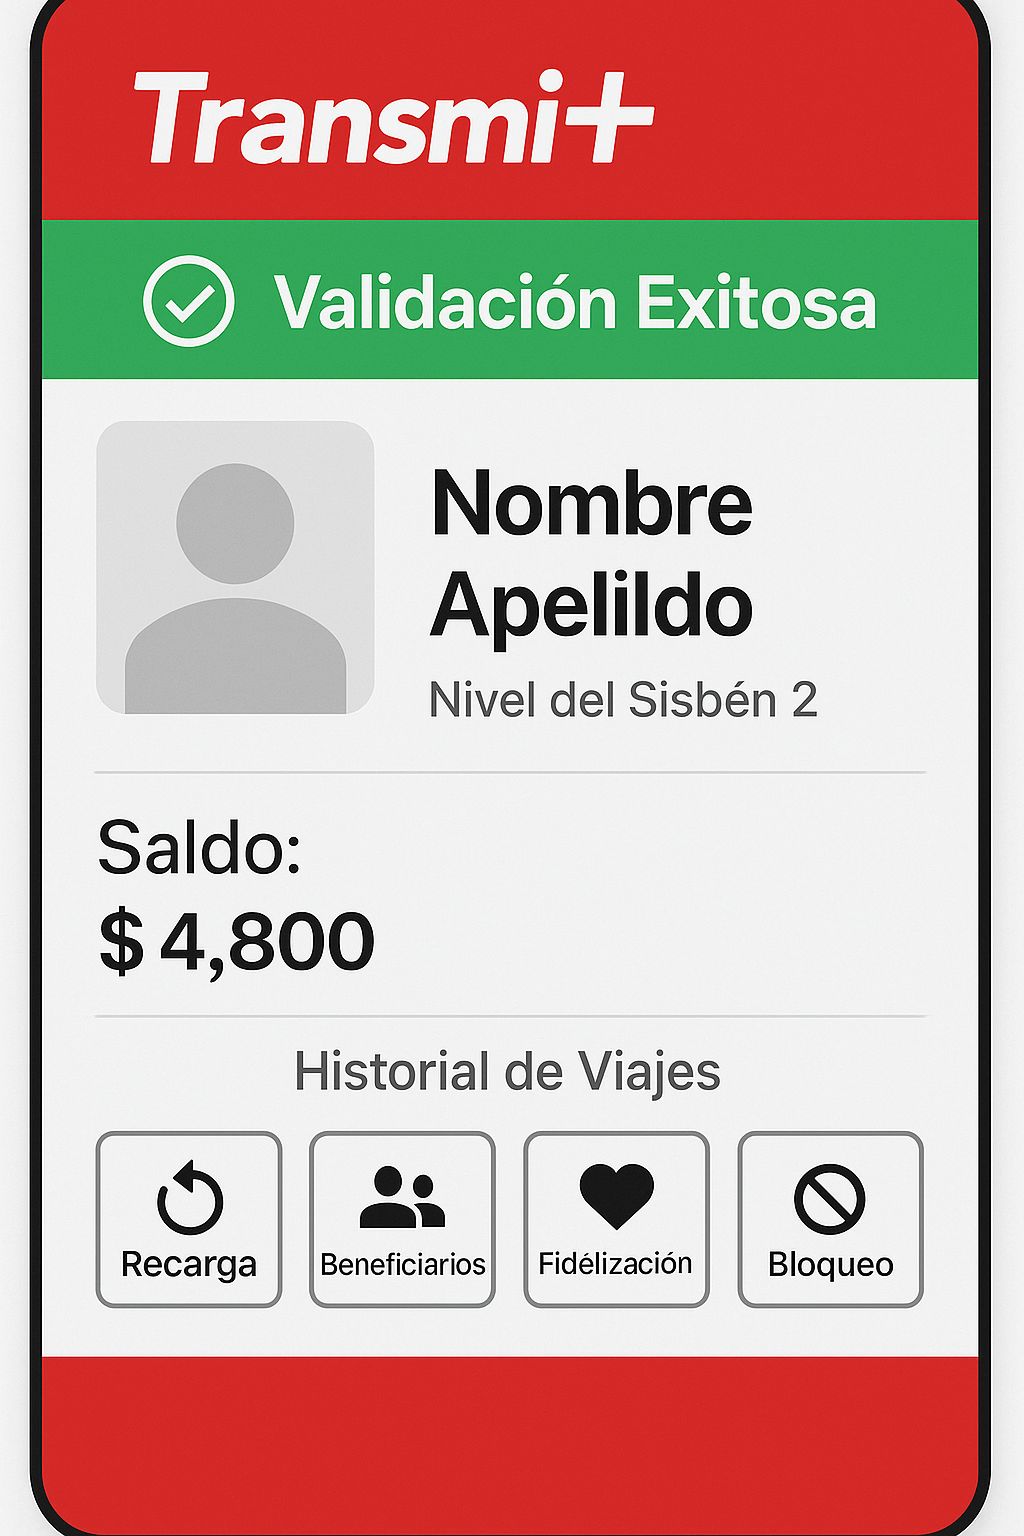 Transmi+
Validación Exitosa
Nombre
Apelildo
Nivel del Sisbén 2
Saldo:
$ 4,800
Historial de Viajes
Recarga
Beneficiarios
Fidélización
Bloqueo